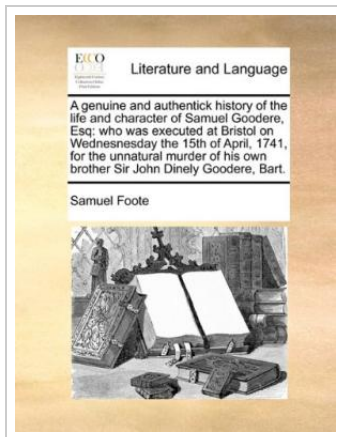 ECCO
Literature and Language
A genuine and authentick history of the
life and character of Samuel Goodere,
Esq: who was executed at Bristol on
Wednesnesday the 15th of April, 1741,
for the unnatural murder of his own
brother Sir John Dinely Goodere, Bart.
Samuel Foote